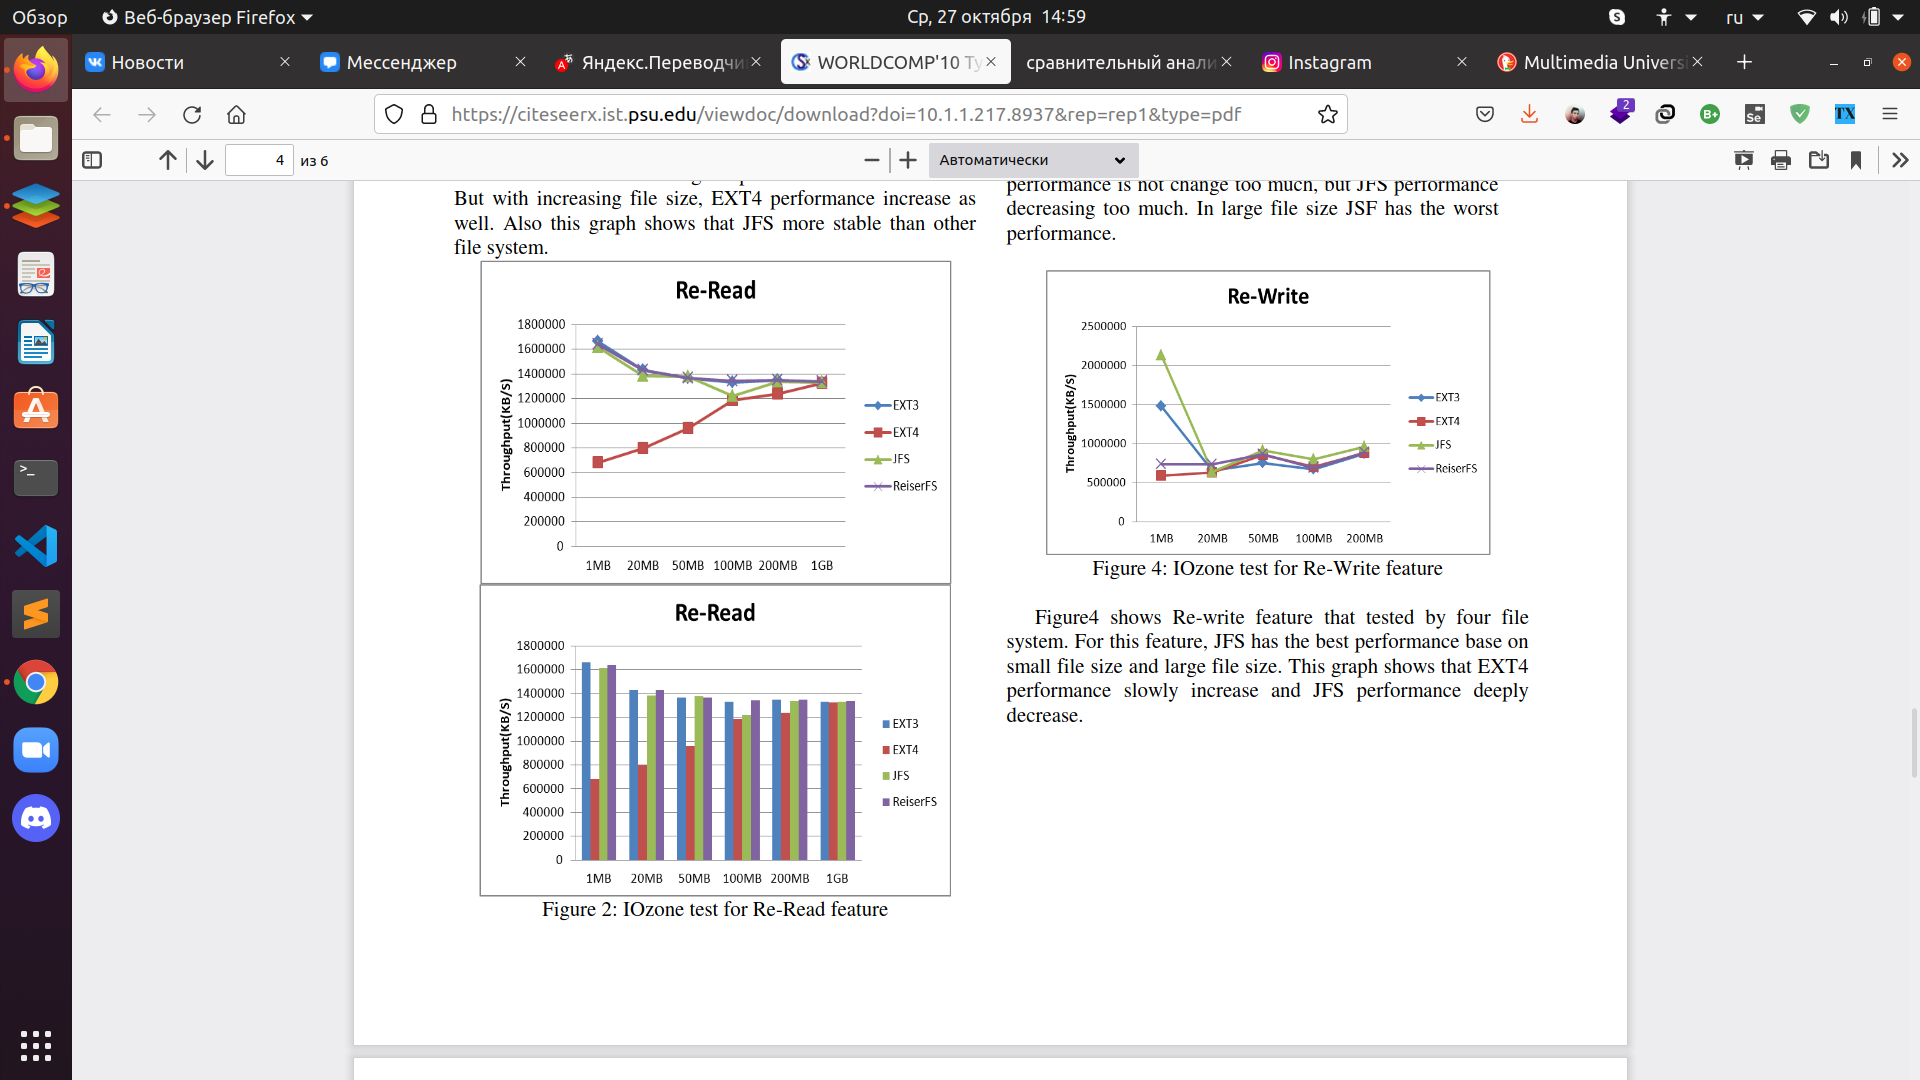 Обзор
Веб-браузер Firefox
Ср, 27 октября 14:59
ru
Новости
Мессенджер
Яндекс.Переводчи
WORLDCOMP'10 Ty
сравнительный анали
Instagram
Multimedia Universi
https://citeseerx.ist.psu.edu/viewdoc/download?doi=10.1.1.217.8937&rep=rep1&type=pdf
2
4 из 6
Автоматически
But with increasing file size, EXT4 performance increase as
well. Also this graph shows that JFS more stable than other
file system.
Re-Read
Throughput(KB/S)
1800000
1600000
1400000
1200000
1000000
800000
600000
400000
200000
0
1MB 20MB 50MB 100MB 200MB 1GB
EXT3
EXT4
JFS
ReiserFS
Re-Read
Throughput(KB/S)
1800000
1600000
1400000
1200000
1000000
800000
600000
400000
200000
0
1MB 20MB 50MB 100MB 200MB 1GB
EXT3
EXT4
JFS
ReiserFS
Figure 2: IOzone test for Re-Read feature
performance is not change too much, but JFS performance
decreasing too much. In large file size JSF has the worst
performance.
Re-Write
Throughput(KB/S)
2500000
2000000
1500000
1000000
500000
0
1MB 20MB 50MB 100MB 200MB
EXT3
EXT4
JFS
ReiserFS
Figure 4: IOzone test for Re-Write feature
Figure4 shows Re-write feature that tested by four file
system. For this feature, JFS has the best performance base on
small file size and large file size. This graph shows that EXT4
performance slowly increase and JFS performance deeply
decrease.